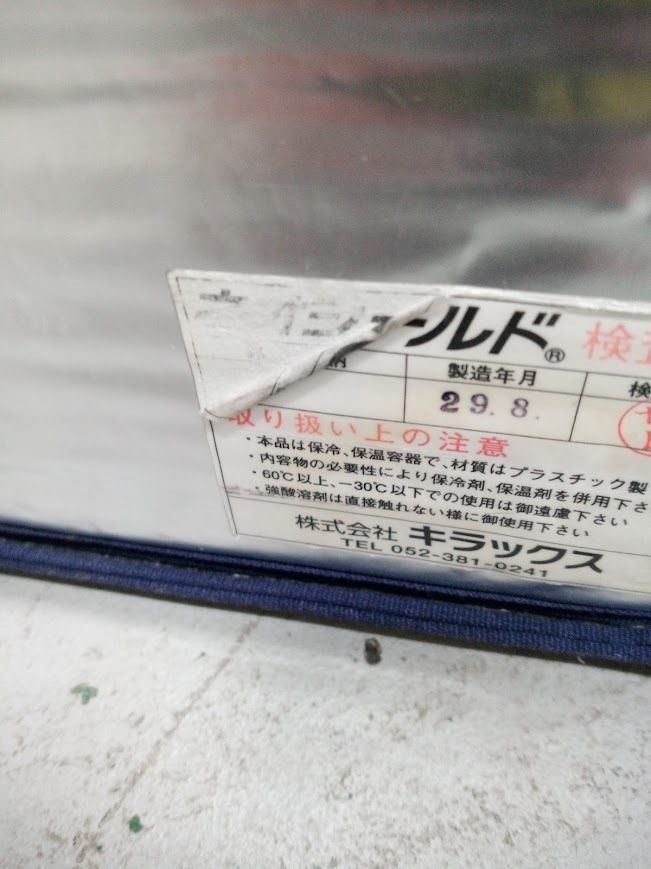 ールド® 検査
製造年月 検
29.8.
取り扱い上の注意
・本品は保冷、保温容器で、材質はプラスチック製
・内容物の必要性により保冷剤、保温剤を併用下さ
・60℃以上、−30℃以下での使用は御遠慮下さい
・強酸溶剤は直接触れない様に御使用下さい
株式会社 キラックス
TEL 052-381-0241